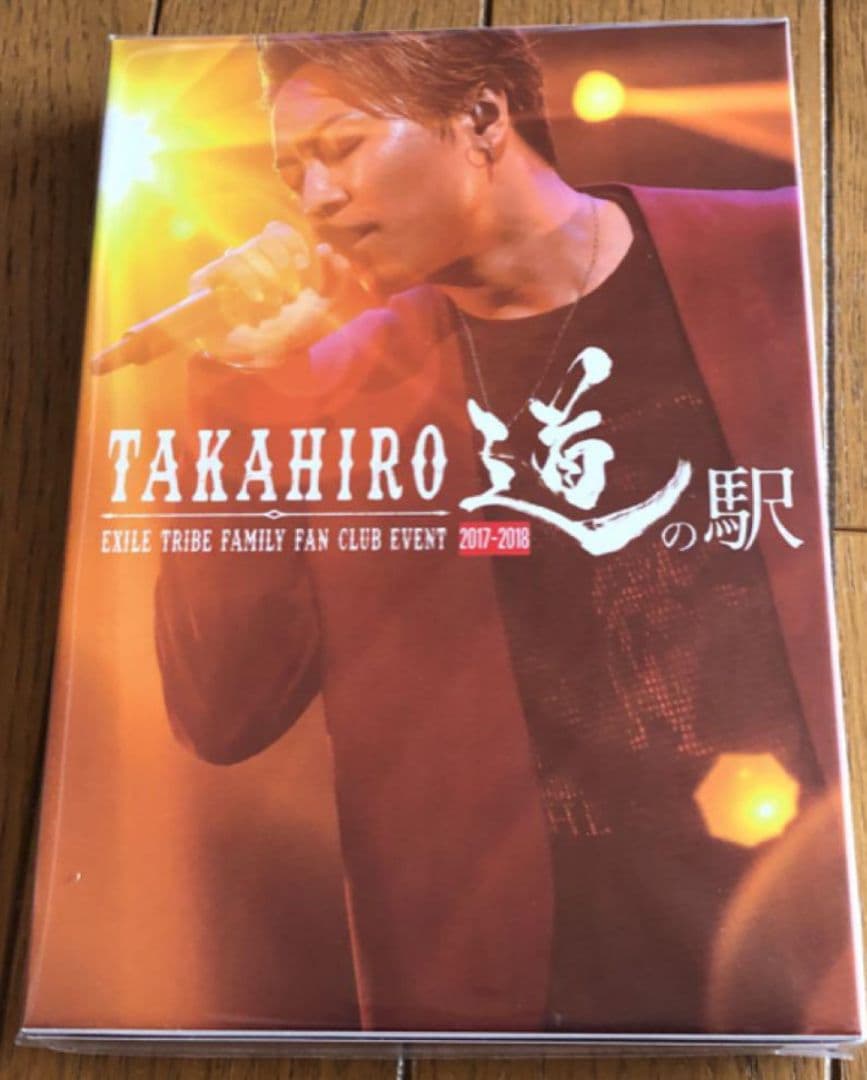 TAKAHIRO 道の駅
EXILE TRIBE FAMILY FAN CLUB EVENT 2017-2018